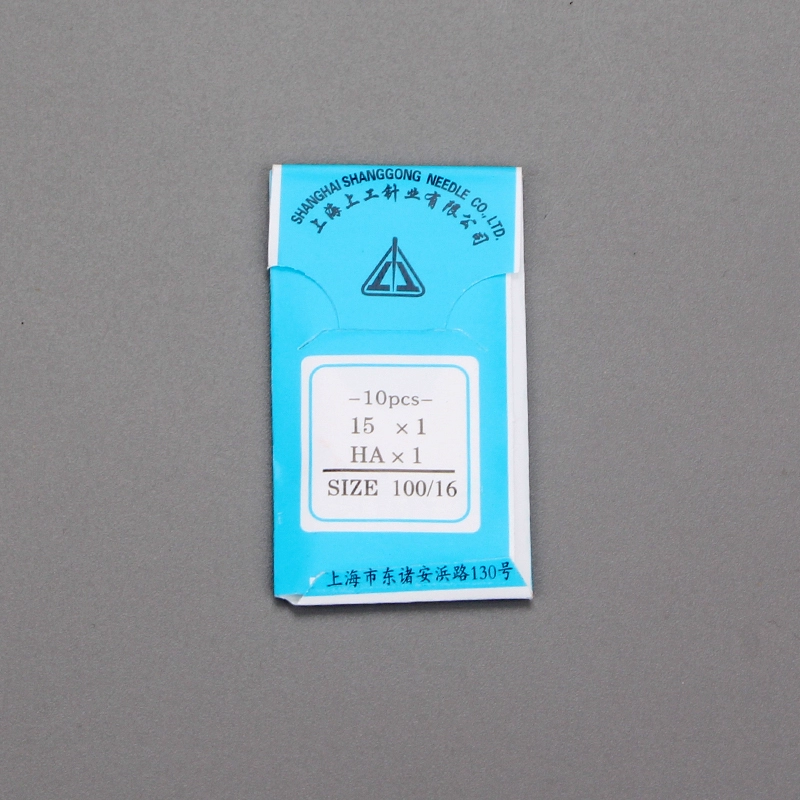 SHANGHAI SHANGGONG NEEDLE CO., LTD.
上海上工针业有限公司
-10pcs-
15 ×1
HA×1
SIZE 100/16
上海市东诸安浜路130号